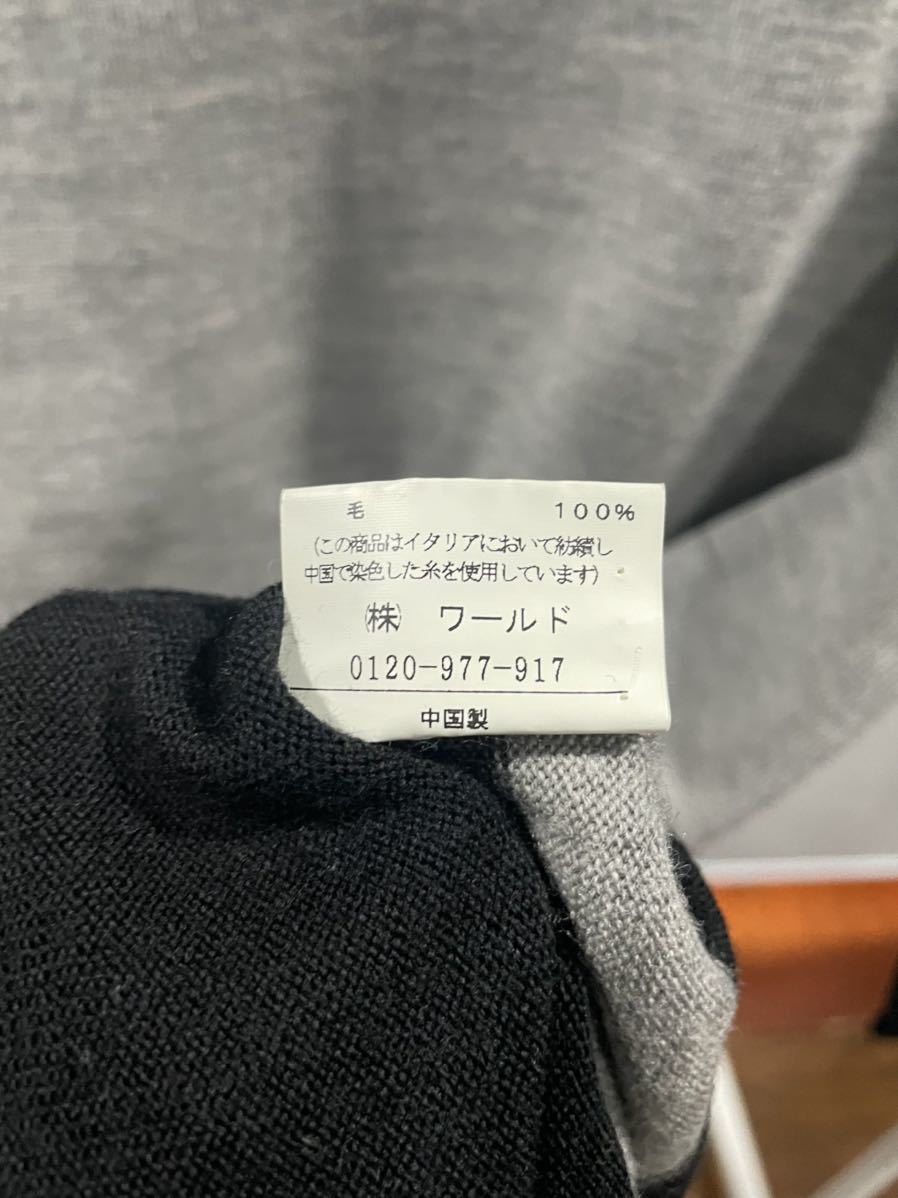 毛 100%
(この商品はイタリアにおいて紡績し
中国で染色した糸を使用しています)
㈱ ワールド
0120-977-917
中国製